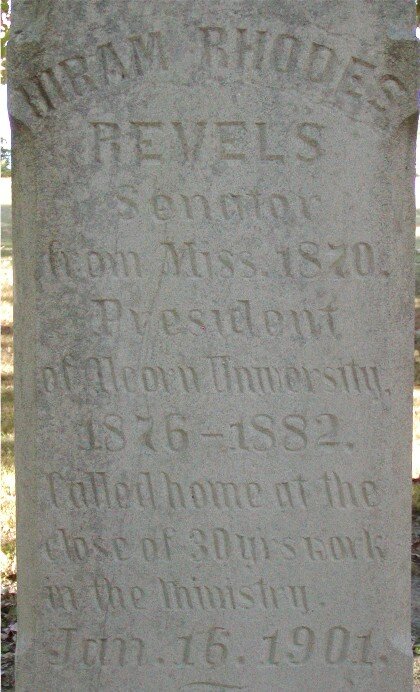 HIRAM RHODES
REVELS
Senator
from Miss. 1870.
President
of Alcorn University,
1876-1882.
Called home at the
close of 30 yrs work
in the Ministry.
Jan. 16. 1901.